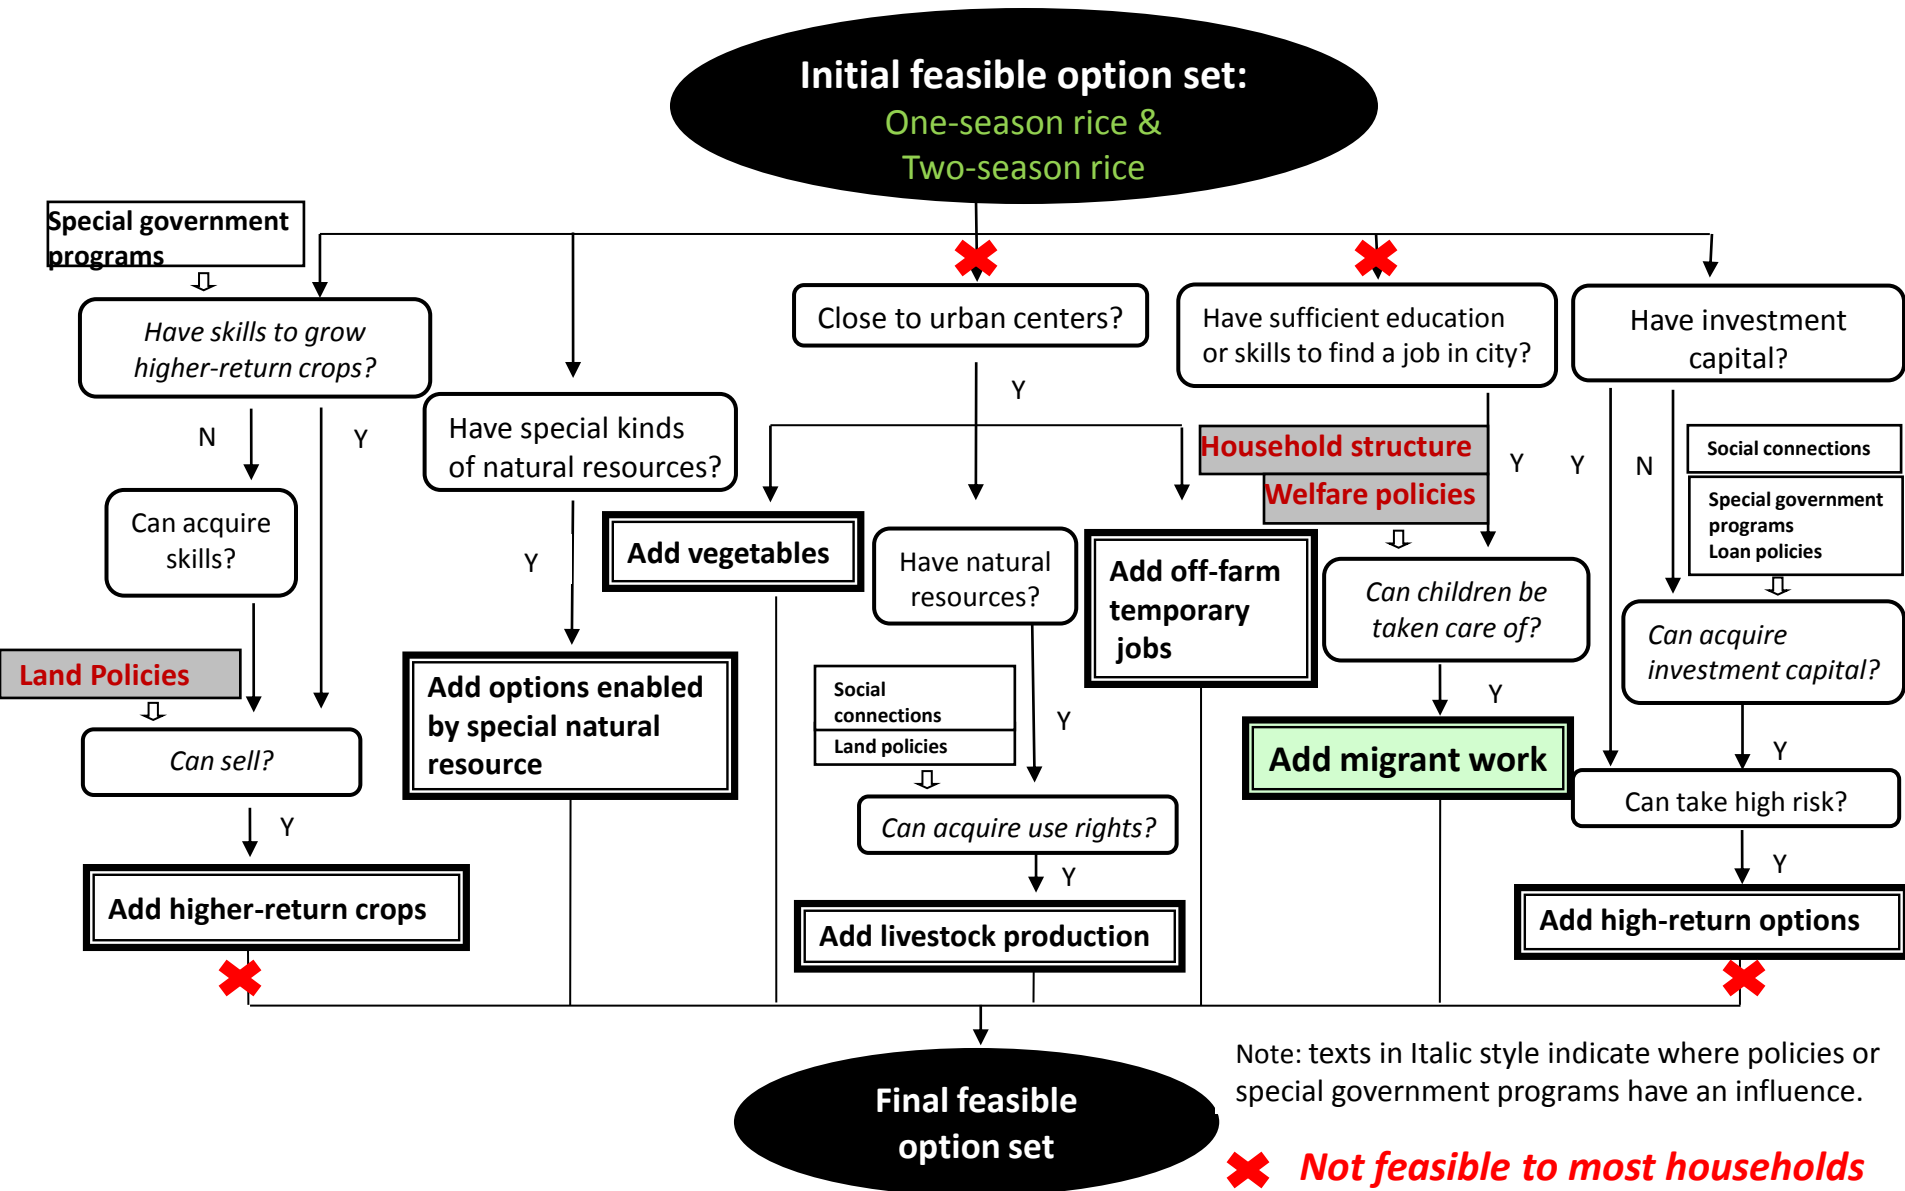 Initial feasible option set:
One-season rice &
Two-season rice
Special government
programs
Have skills to grow
higher-return crops?
Close to urban centers?
Have sufficient education
or skills to find a job in city?
Have investment
capital?
N
Y
Have special kinds
of natural resources?
Y
Household structure
Welfare policies
Y
Y
N
Social connections
Special government
programs
Loan policies
Can acquire
skills?
Y
Add vegetables
Have natural
resources?
Add off-farm
temporary
jobs
Can children be
taken care of?
Can acquire
investment capital?
Land Policies
Add options enabled
by special natural
resource
Social
connections
Land policies
Y
Y
Add migrant work
Y
Can sell?
Can take high risk?
Y
Can acquire use rights?
Y
Y
Add higher-return crops
Add livestock production
Add high-return options
Final feasible
option set
Note: texts in Italic style indicate where policies or
special government programs have an influence.
Not feasible to most households